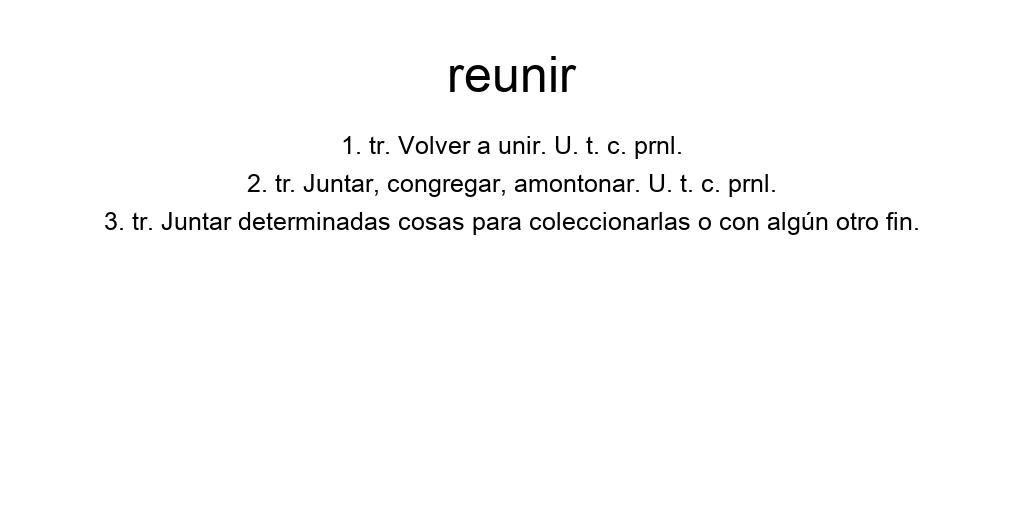 reunir
1. tr. Volver a unir. U. t. c. prnl.
2. tr. Juntar, congregar, amontonar. U. t. c. prnl.
3. tr. Juntar determinadas cosas para coleccionarlas o con algún otro fin.